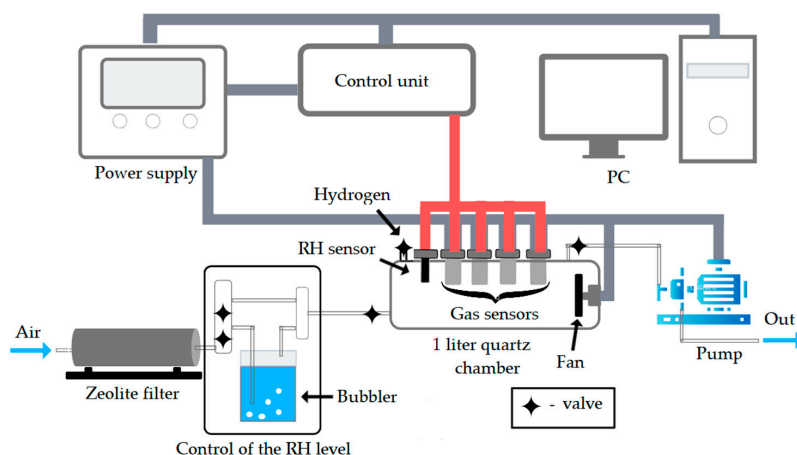 Control unit
Power supply
PC
Hydrogen
RH sensor
Gas sensors
1 liter quartz
chamber
Fan
Air
Zeolite filter
Bubbler
Control of the RH level
Out
Pump
- valve